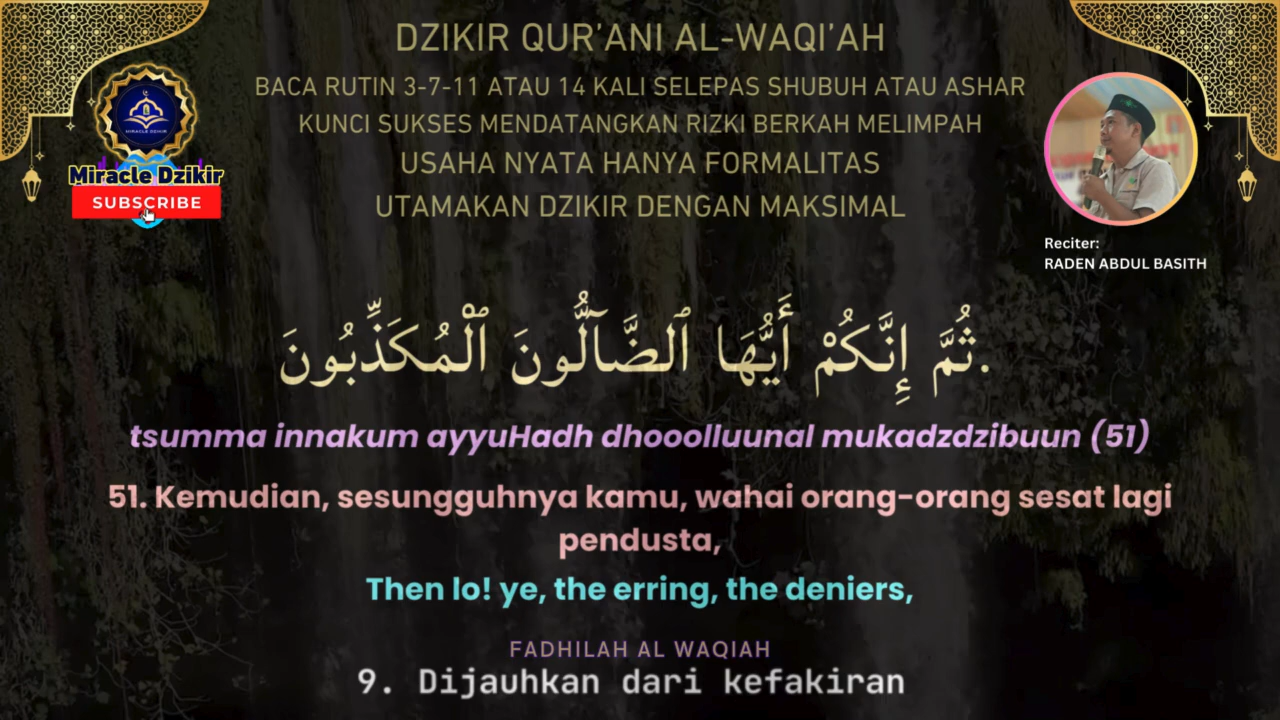 DZIKIR QUR'ANI AL-WAQI'AH
BACA RUTIN 3-7-11 ATAU 14 KALI SELEPAS SHUBUH ATAU ASHAR
KUNCI SUKSES MENDATANGKAN RIZKI BERKAH MELIMPAH
USAHA NYATA HANYA FORMALITAS
UTAMAKAN DZIKIR DENGAN MAKSIMAL
MIRACLE DZIKIR
Miracle Dzikir
SUBSCRIBE
Reciter:
RADEN ABDUL BASITH
ثُمَّ إِنَّكُمْ أَيُّهَا ٱلضَّآلُّونَ ٱلْمُكَذِّبُونَ.
tsumma innakum ayyuHadh dhooolluunal mukadzdzibuun (51)
51. Kemudian, sesungguhnya kamu, wahai orang-orang sesat lagi
pendusta,
Then lo! ye, the erring, the deniers,
FADHILAH AL WAQIAH
9. Dijauhkan dari kefakiran